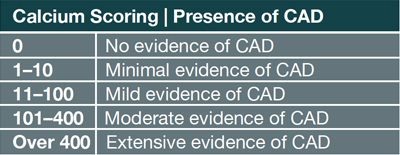 Calcium Scoring | Presence of CAD
0 No evidence of CAD
1–10 Minimal evidence of CAD
11–100 Mild evidence of CAD
101–400 Moderate evidence of CAD
Over 400 Extensive evidence of CAD